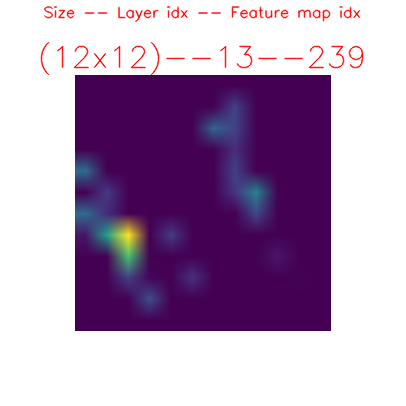 Size -- Layer idx -- Feature map idx
(12x12)--13--239